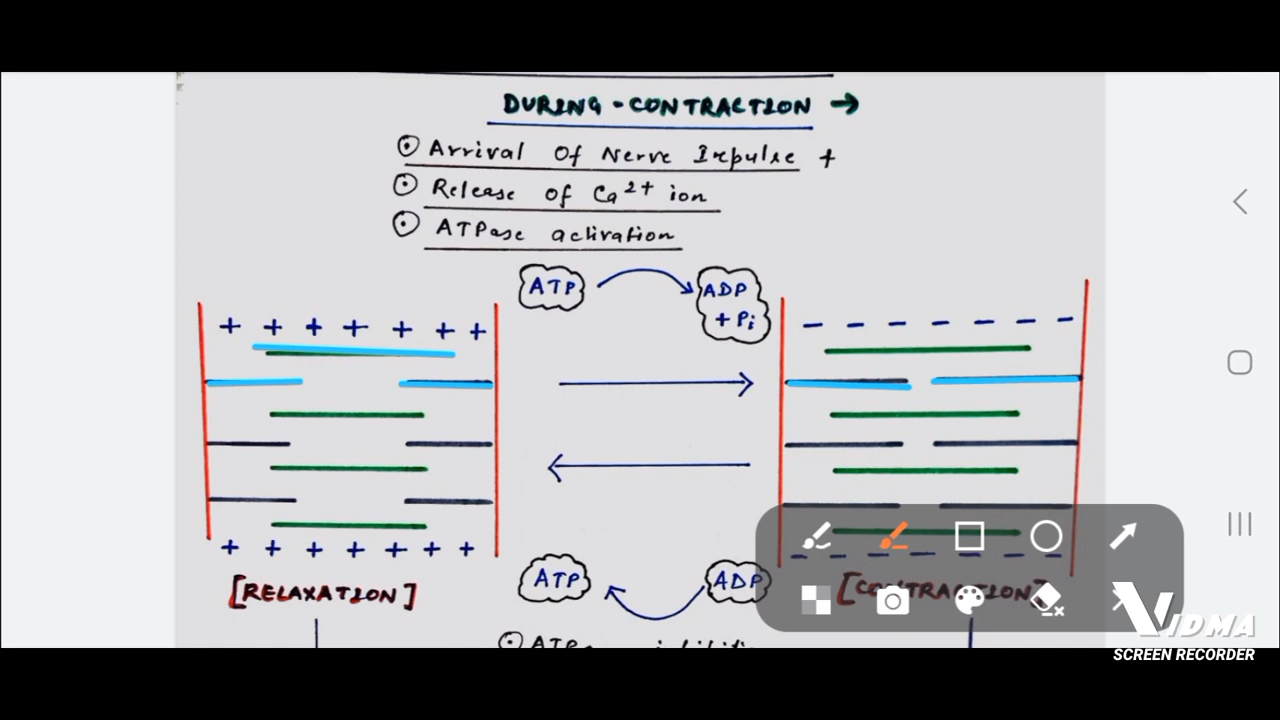 DURING - CONTRACTION →
⊙ Arrival Of Nerve Impulse +
⊙ Release of Ca²⁺ ion
⊙ ATPase activation
ATP
ADP
+ Pi
+ + + + + + +
- - - - - - -
+ + + + + + +
ATP
ADP
[RELAXATION]
[CONTRACTION]
VIDMA
SCREEN RECORDER